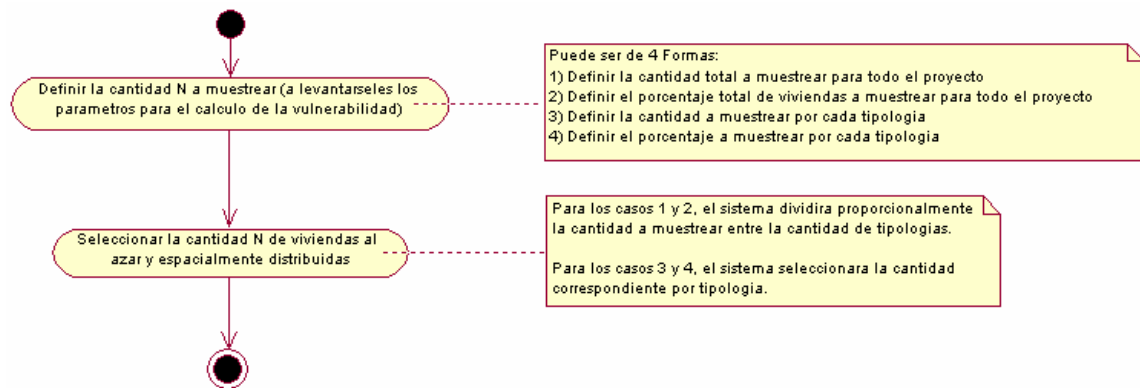 Definir la cantidad N a muestrear (a levantarseles los
parametros para el calculo de la vulnerabilidad)
Puede ser de 4 Formas:
1) Definir la cantidad total a muestrear para todo el proyecto
2) Definir el porcentaje total de viviendas a muestrear para todo el proyecto
3) Definir la cantidad a muestrear por cada tipologia
4) Definir el porcentaje a muestrear por cada tipologia
Seleccionar la cantidad N de viviendas al
azar y espacialmente distribuidas
Para los casos 1 y 2, el sistema dividira proporcionalmente
la cantidad a muestrear entre la cantidad de tipologias.
Para los casos 3 y 4, el sistema seleccionara la cantidad
correspondiente por tipologia.